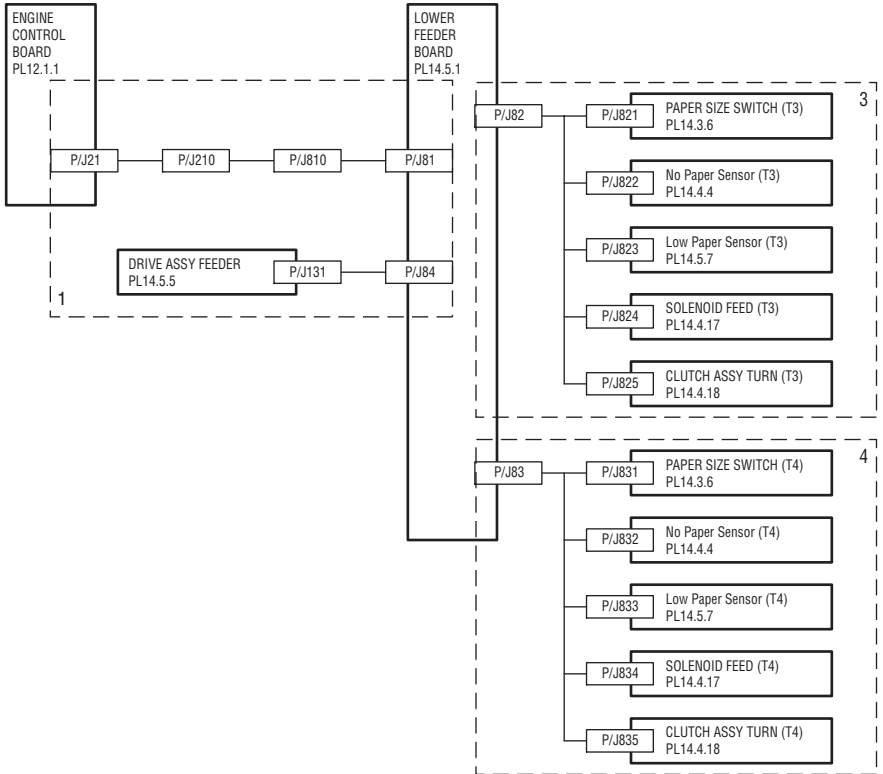 ENGINE
CONTROL
BOARD
PL12.1.1
LOWER
FEEDER
BOARD
PL14.5.1
P/J21
P/J210
P/J810
P/J81
DRIVE ASSY FEEDER
PL14.5.5
P/J131
P/J84
1
3
P/J82
P/J821
PAPER SIZE SWITCH (T3)
PL14.3.6
P/J822
No Paper Sensor (T3)
PL14.4.4
P/J823
Low Paper Sensor (T3)
PL14.5.7
P/J824
SOLENOID FEED (T3)
PL14.4.17
P/J825
CLUTCH ASSY TURN (T3)
PL14.4.18
4
P/J83
P/J831
PAPER SIZE SWITCH (T4)
PL14.3.6
P/J832
No Paper Sensor (T4)
PL14.4.4
P/J833
Low Paper Sensor (T4)
PL14.5.7
P/J834
SOLENOID FEED (T4)
PL14.4.17
P/J835
CLUTCH ASSY TURN (T4)
PL14.4.18